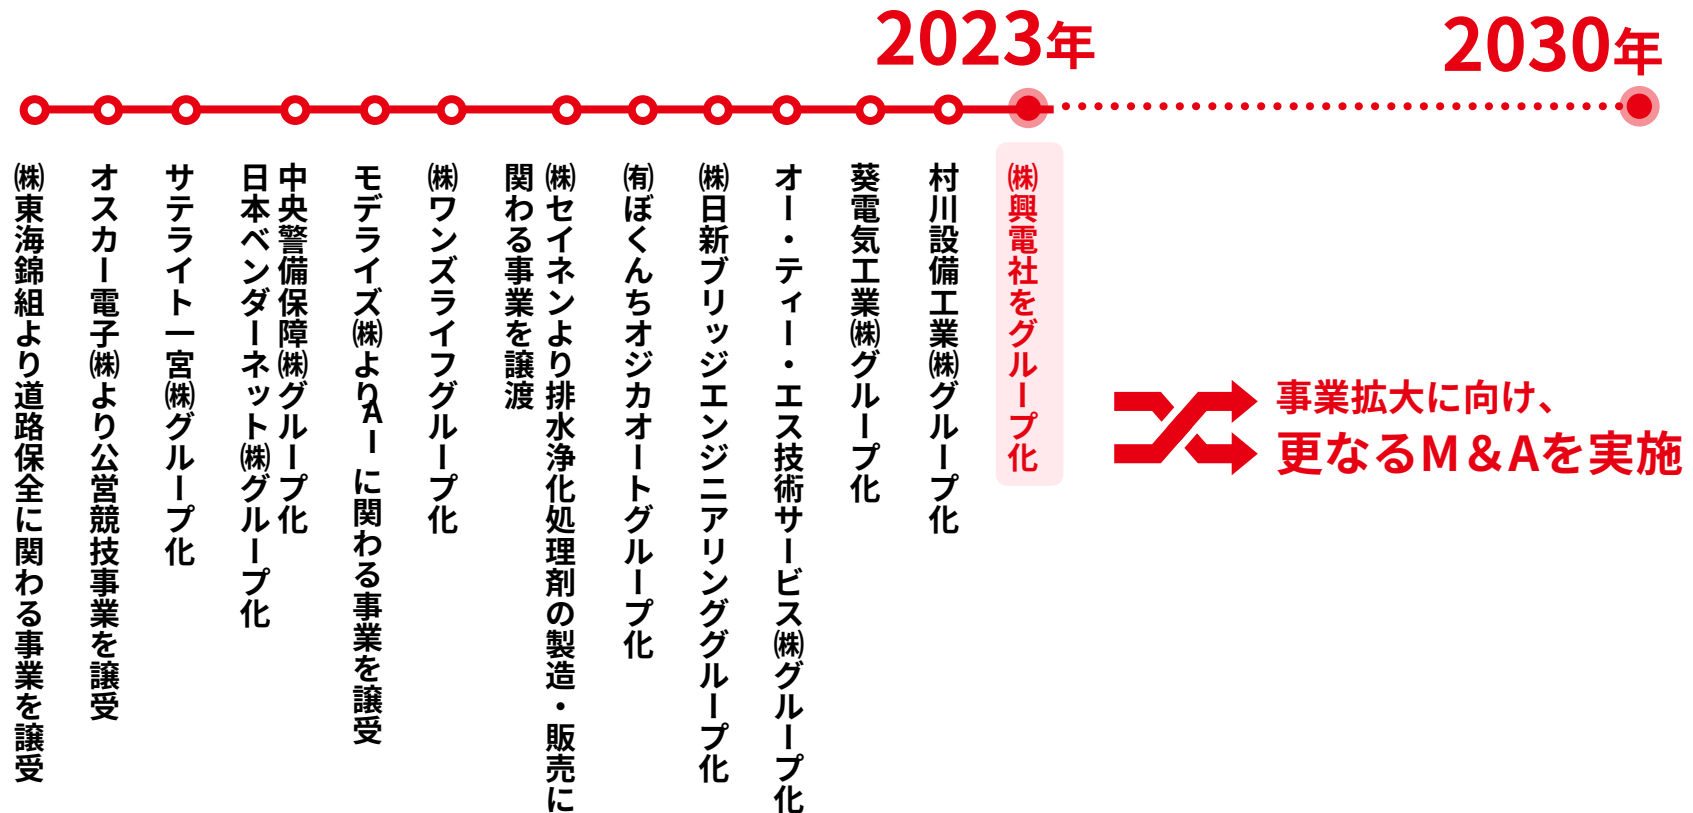 2023年
2030年
㈱東海錦組より道路保全に関わる事業を譲受
オスカー電子㈱より公営競技事業を譲受
サテライト一宮㈱グループ化
中央警備保障㈱グループ化
日本ベンダーネット㈱グループ化
モデライズ㈱よりAIに関わる事業を譲受
㈱ワンズライフグループ化
㈱セイネンより排水浄化処理剤の製造・販売に
関わる事業を譲渡
㈲ぼくんちオジカオートグループ化
㈱日新ブリッジエンジニアリンググループ化
オー・ティー・エス技術サービス㈱グループ化
葵電気工業㈱グループ化
村川設備工業㈱グループ化
㈱興電社をグループ化
事業拡大に向け、
更なるM&Aを実施